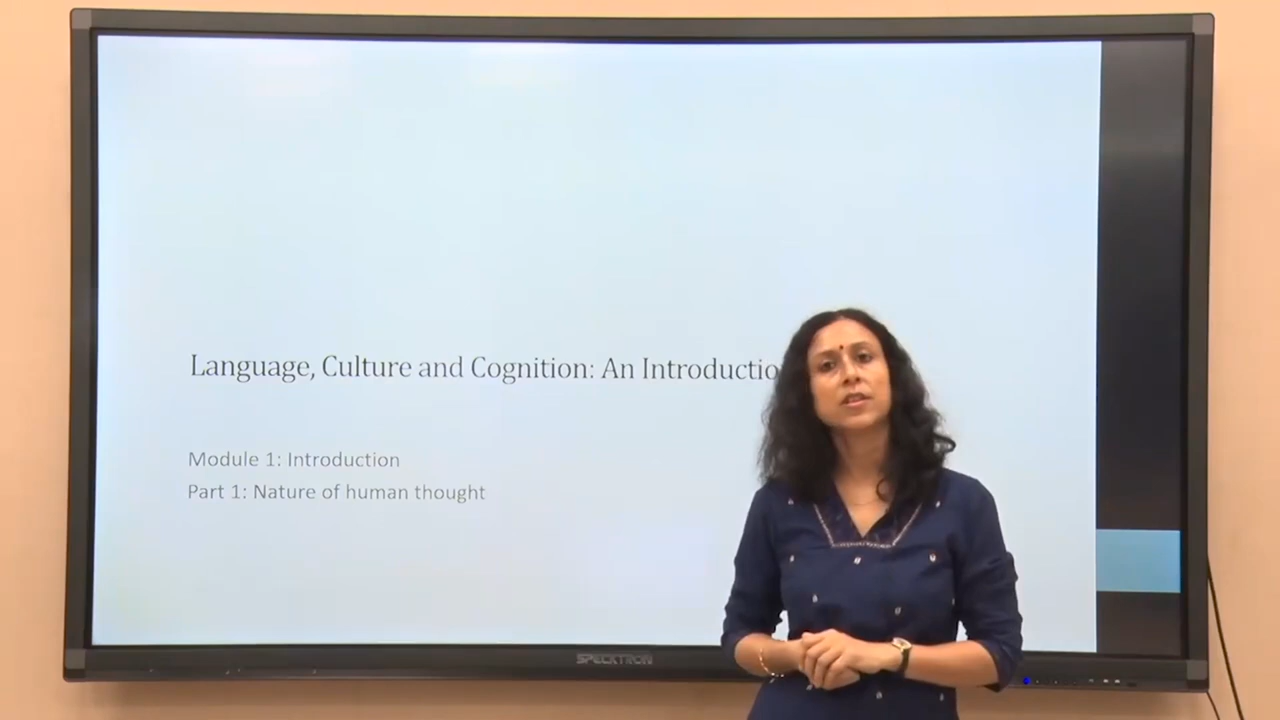 Language, Culture and Cognition: An Introductio
Module 1: Introduction
Part 1: Nature of human thought
SPECKTRON